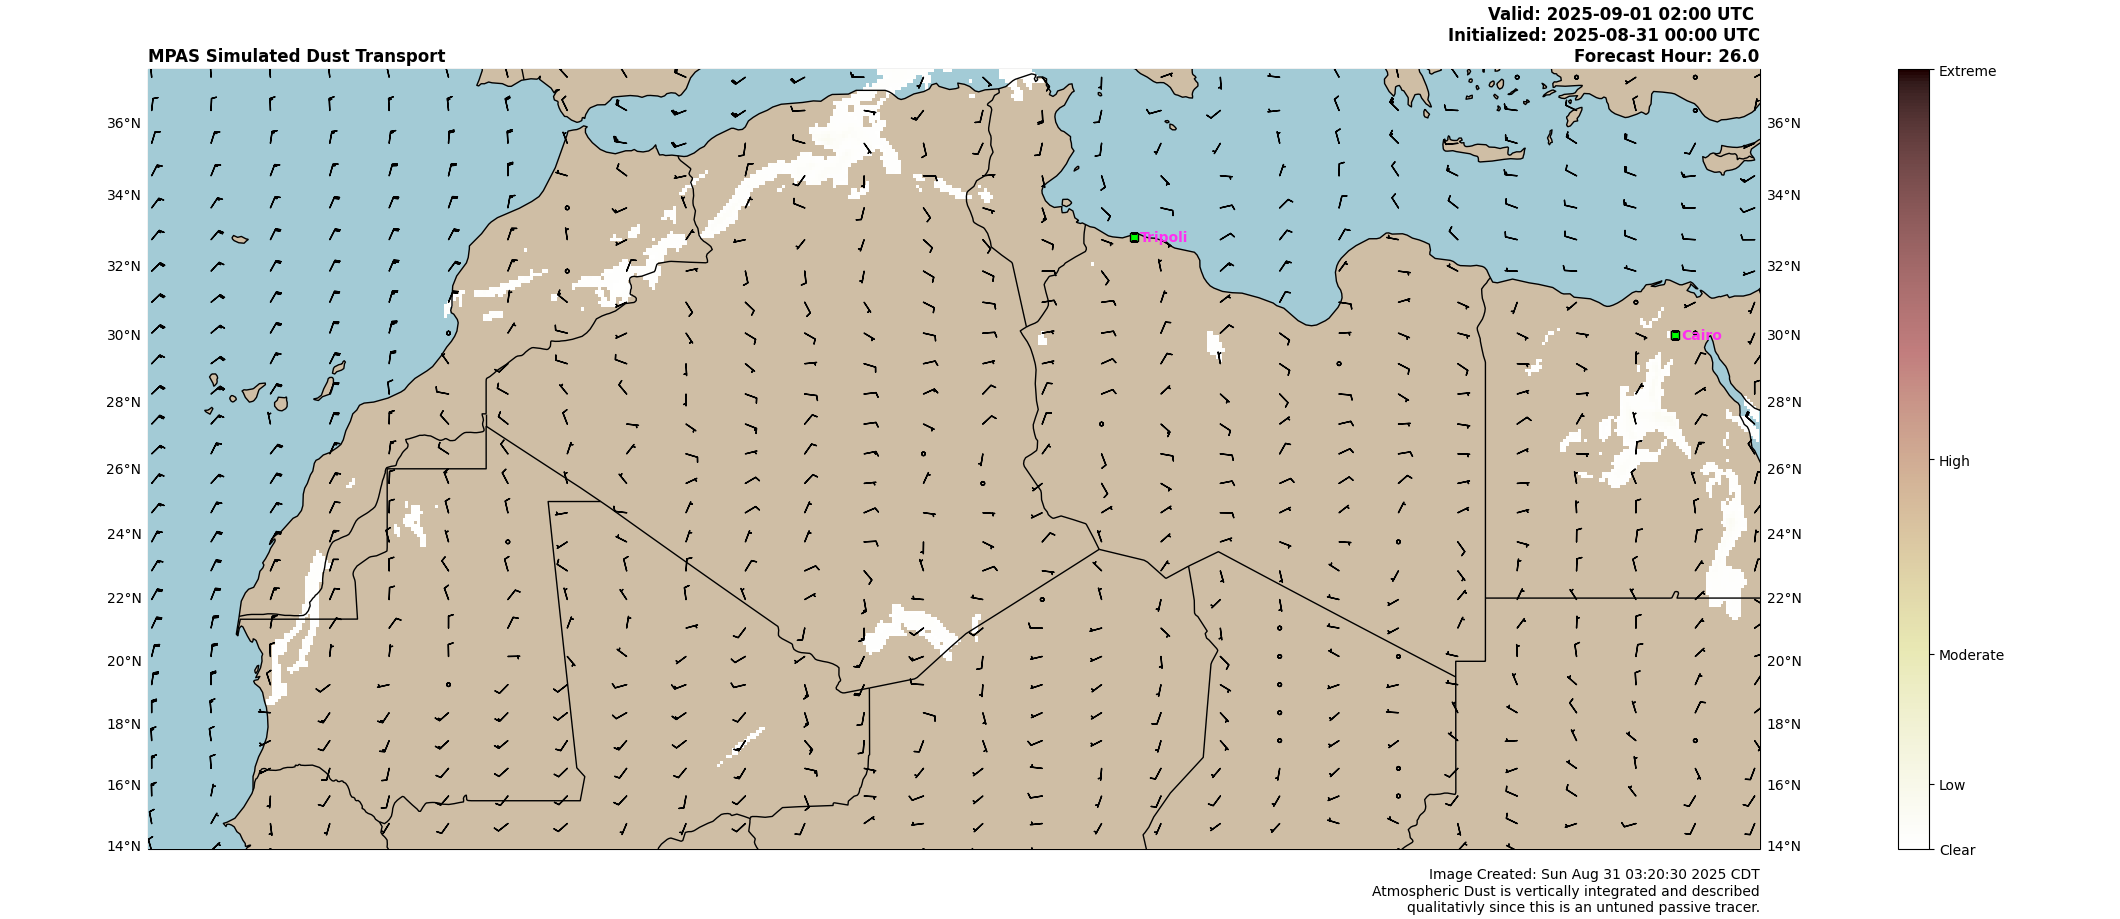 Valid: 2025-09-01 02:00 UTC
Initialized: 2025-08-31 00:00 UTC
MPAS Simulated Dust Transport
Forecast Hour: 26.0
Extreme
36°N
36°N
34°N
34°N
Tripoli
32°N
32°N
30°N
Cairo
30°N
28°N
28°N
26°N
26°N
High
24°N
24°N
22°N
22°N
20°N
20°N
Moderate
18°N
18°N
16°N
16°N
Low
14°N
14°N
Clear
Image Created: Sun Aug 31 03:20:30 2025 CDT
Atmospheric Dust is vertically integrated and described
qualitativly since this is an untuned passive tracer.